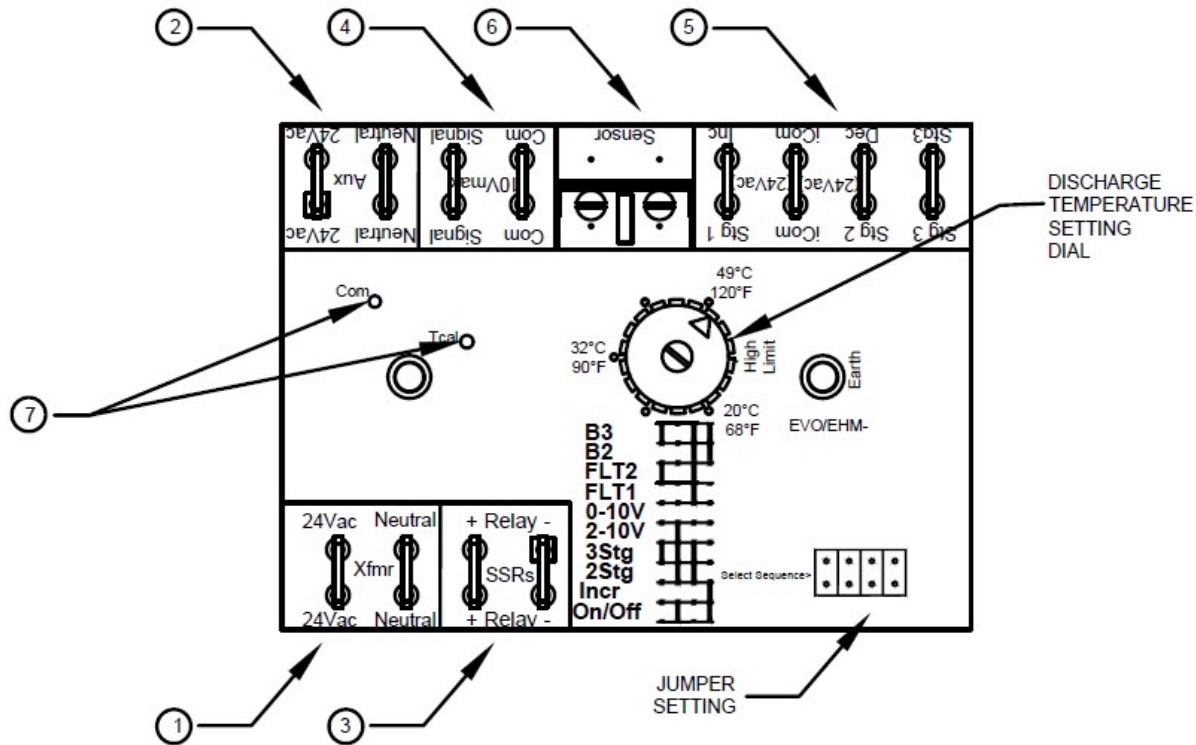 2
4
6
5
24Vac Neutral
Aux
24Vac Neutral
Signal Com
10Vmax
Signal Com
Sensor
Inc iCom Dec Stg3
(24Vac) (24Vac)
Stg 1 iCom Stg 2 Stg 3
DISCHARGE
TEMPERATURE
SETTING
DIAL
Com
Tcal
7
49°C
120°F
32°C
90°F
High
Limit
20°C
68°F
Earth
EVO/EHM-
B3
B2
FLT2
FLT1
0-10V
2-10V
3Stg
2Stg
Incr
On/Off
Select Sequence>
24Vac Neutral
Xfmr
24Vac Neutral
+ Relay -
SSRs
+ Relay -
1
3
JUMPER
SETTING